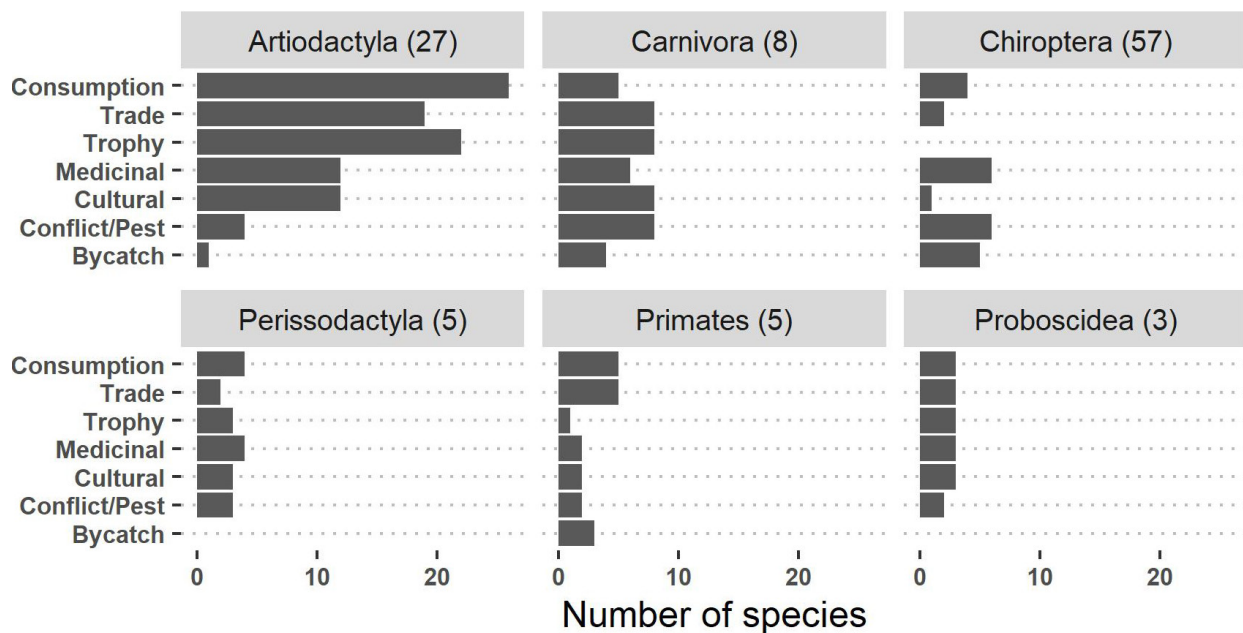 Artiodactyla (27) Carnivora (8) Chiroptera (57)
Consumption
Trade
Trophy
Medicinal
Cultural
Conflict/Pest
Bycatch
Perissodactyla (5) Primates (5) Proboscidea (3)
Consumption
Trade
Trophy
Medicinal
Cultural
Conflict/Pest
Bycatch
0 10 20 0 10 20 0 10 20
Number of species